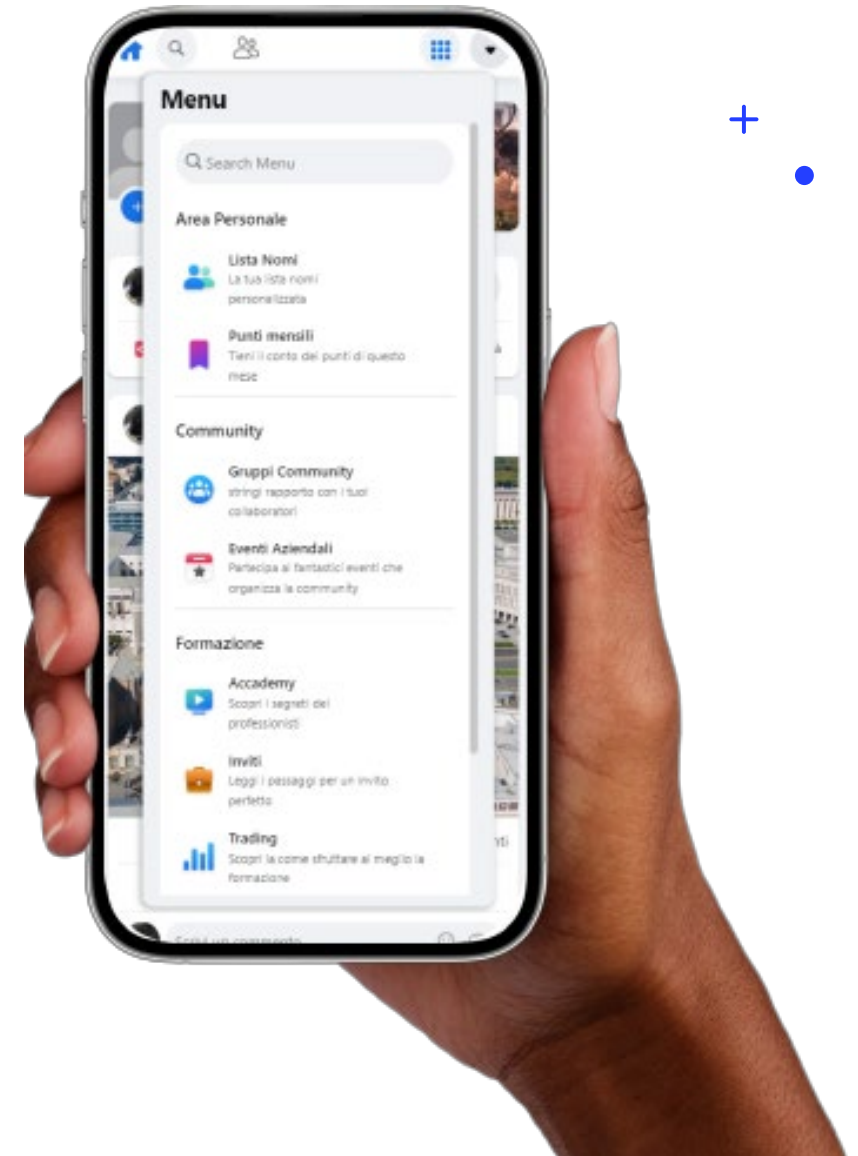 Menu
Search Menu
Area Personale
Lista Nomi
La tua lista nomi
personalizzata
Punti mensili
Tieni il conto dei punti di questo
mese
Community
Gruppi Community
stringi rapporto con i tuoi
collaboratori
Eventi Aziendali
Partecipa ai fantastici eventi che
organizza la community
Formazione
Accademy
Scopri i segreti dei
professionisti
Inviti
Leggi i passaggi per un invito
perfetto
Trading
Scopri la come sfruttare al meglio la
formazione
Scrivi un commento